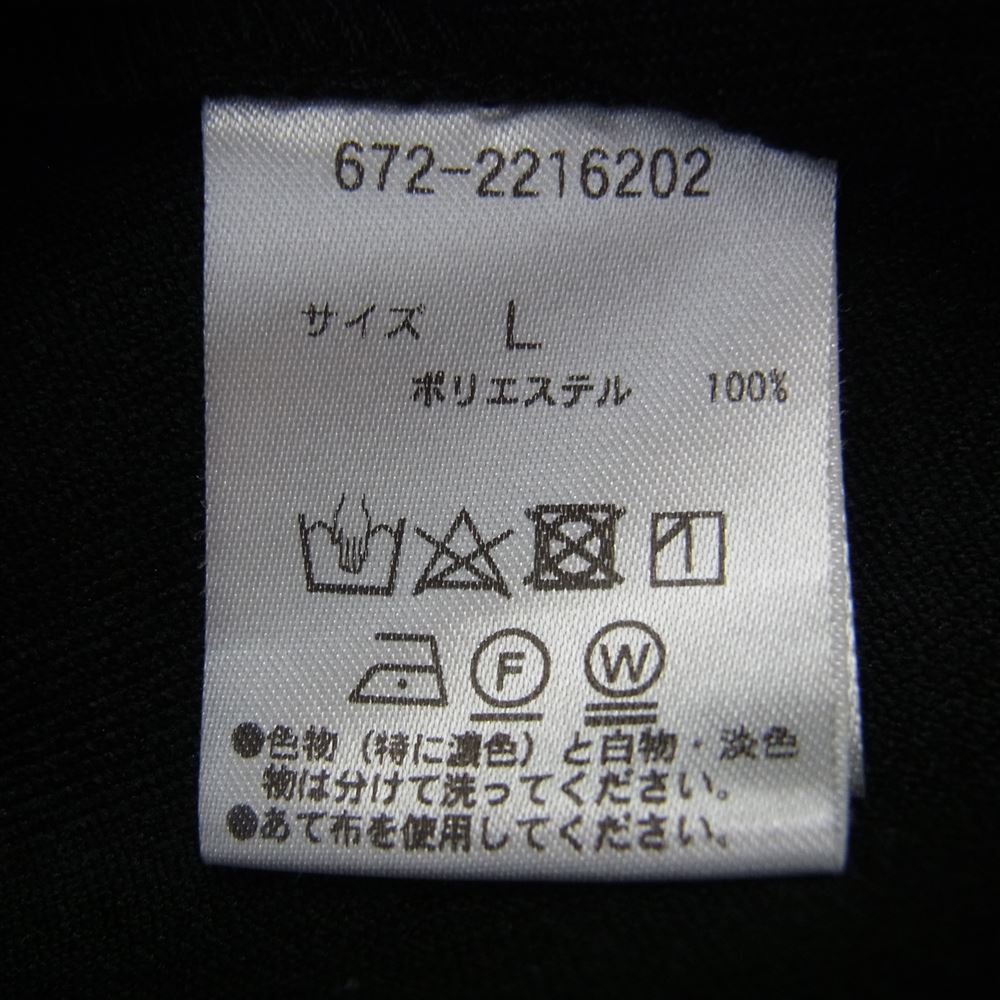 672-2216202
サイズ L
ポリエステル 100%
F W
●色物（特に濃色）と白物・淡色
物は分けて洗ってください。
●あて布を使用してください。